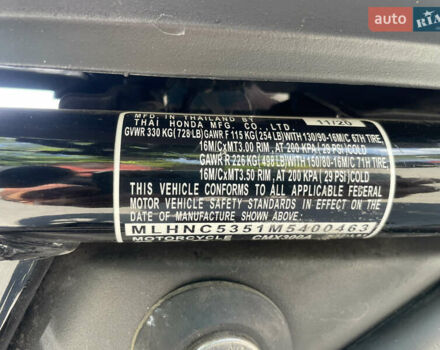 RIA
MFD. IN THAILAND BY 11/20
THAI HONDA MFG. CO., LTD.
GVWR 330 KG(728 LB)GAWR F 115 KG(254 LB)WITH 130/90-16M/C 67H TIRE,
16M/CxMT3.00 RIM, AT 200 KPA(29 PSI)COLD
GAWR R 226 KG(498 LB)WITH 150/80-16M/C 71H TIRE,
16M/CxMT3.50 RIM, AT 200 KPA(29 PSI)COLD
THIS VEHICLE CONFORMS TO ALL APPLICABLE FEDERAL
MOTOR VEHICLE SAFETY STANDARDS IN EFFECT ON THE
DATE OF MANUFACTURE SHOWN ABOVE:
MLHNC5351M5400463
MOTORCYCLE CMX300A